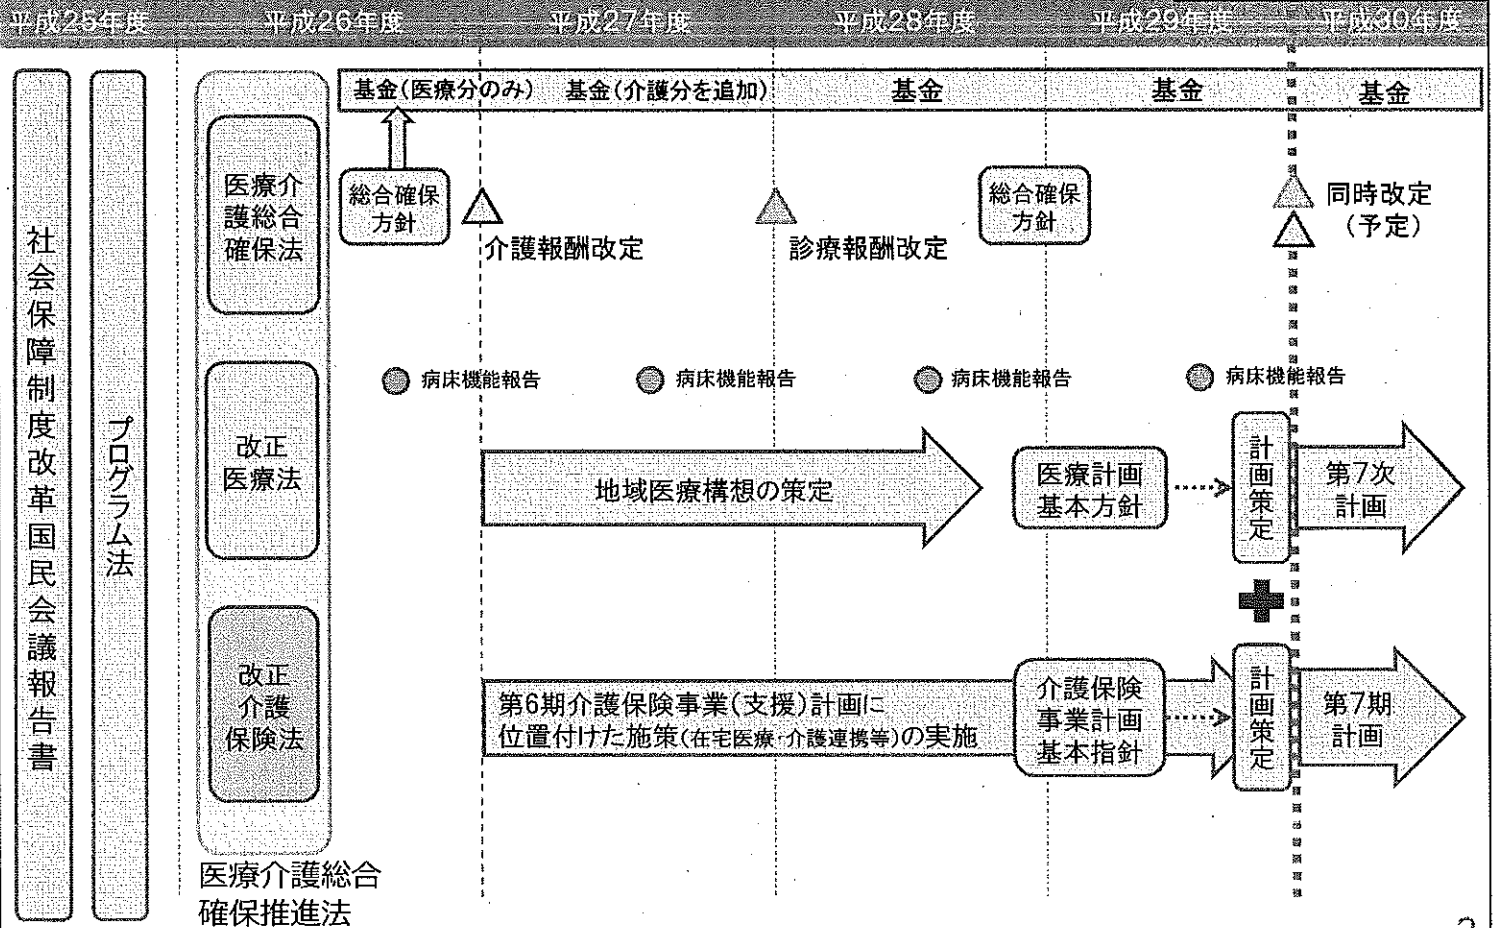 平成25年度
平成26年度
平成27年度
平成28年度
平成29年度
平成30年度
社会保障制度改革国民会議報告書
プログラム法
医療介
護総合
確保法
改正
医療法
改正
介護
保険法
医療介護総合
確保推進法
基金(医療分のみ)
基金(介護分を追加)
基金
基金
基金
総合確保
方針
介護報酬改定
診療報酬改定
総合確保
方針
同時改定
(予定)
病床機能報告
病床機能報告
病床機能報告
病床機能報告
地域医療構想の策定
医療計画
基本方針
計画策定
第7次
計画
第6期介護保険事業(支援)計画に
位置付けた施策(在宅医療・介護連携等)の実施
介護保険
事業計画
基本指針
計画策定
第7期
計画